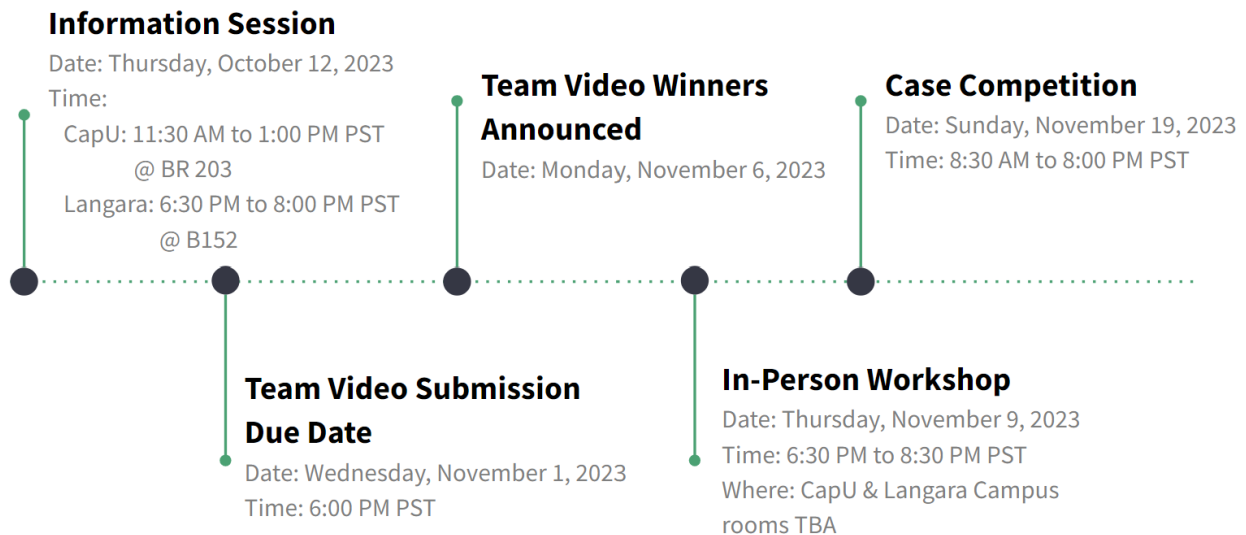 Information Session
Date: Thursday, October 12, 2023
Time:
CapU: 11:30 AM to 1:00 PM PST
@ BR 203
Langara: 6:30 PM to 8:00 PM PST
@ B152
Team Video Submission
Due Date
Date: Wednesday, November 1, 2023
Time: 6:00 PM PST
Team Video Winners
Announced
Date: Monday, November 6, 2023
In-Person Workshop
Date: Thursday, November 9, 2023
Time: 6:30 PM to 8:30 PM PST
Where: CapU & Langara Campus
rooms TBA
Case Competition
Date: Sunday, November 19, 2023
Time: 8:30 AM to 8:00 PM PST